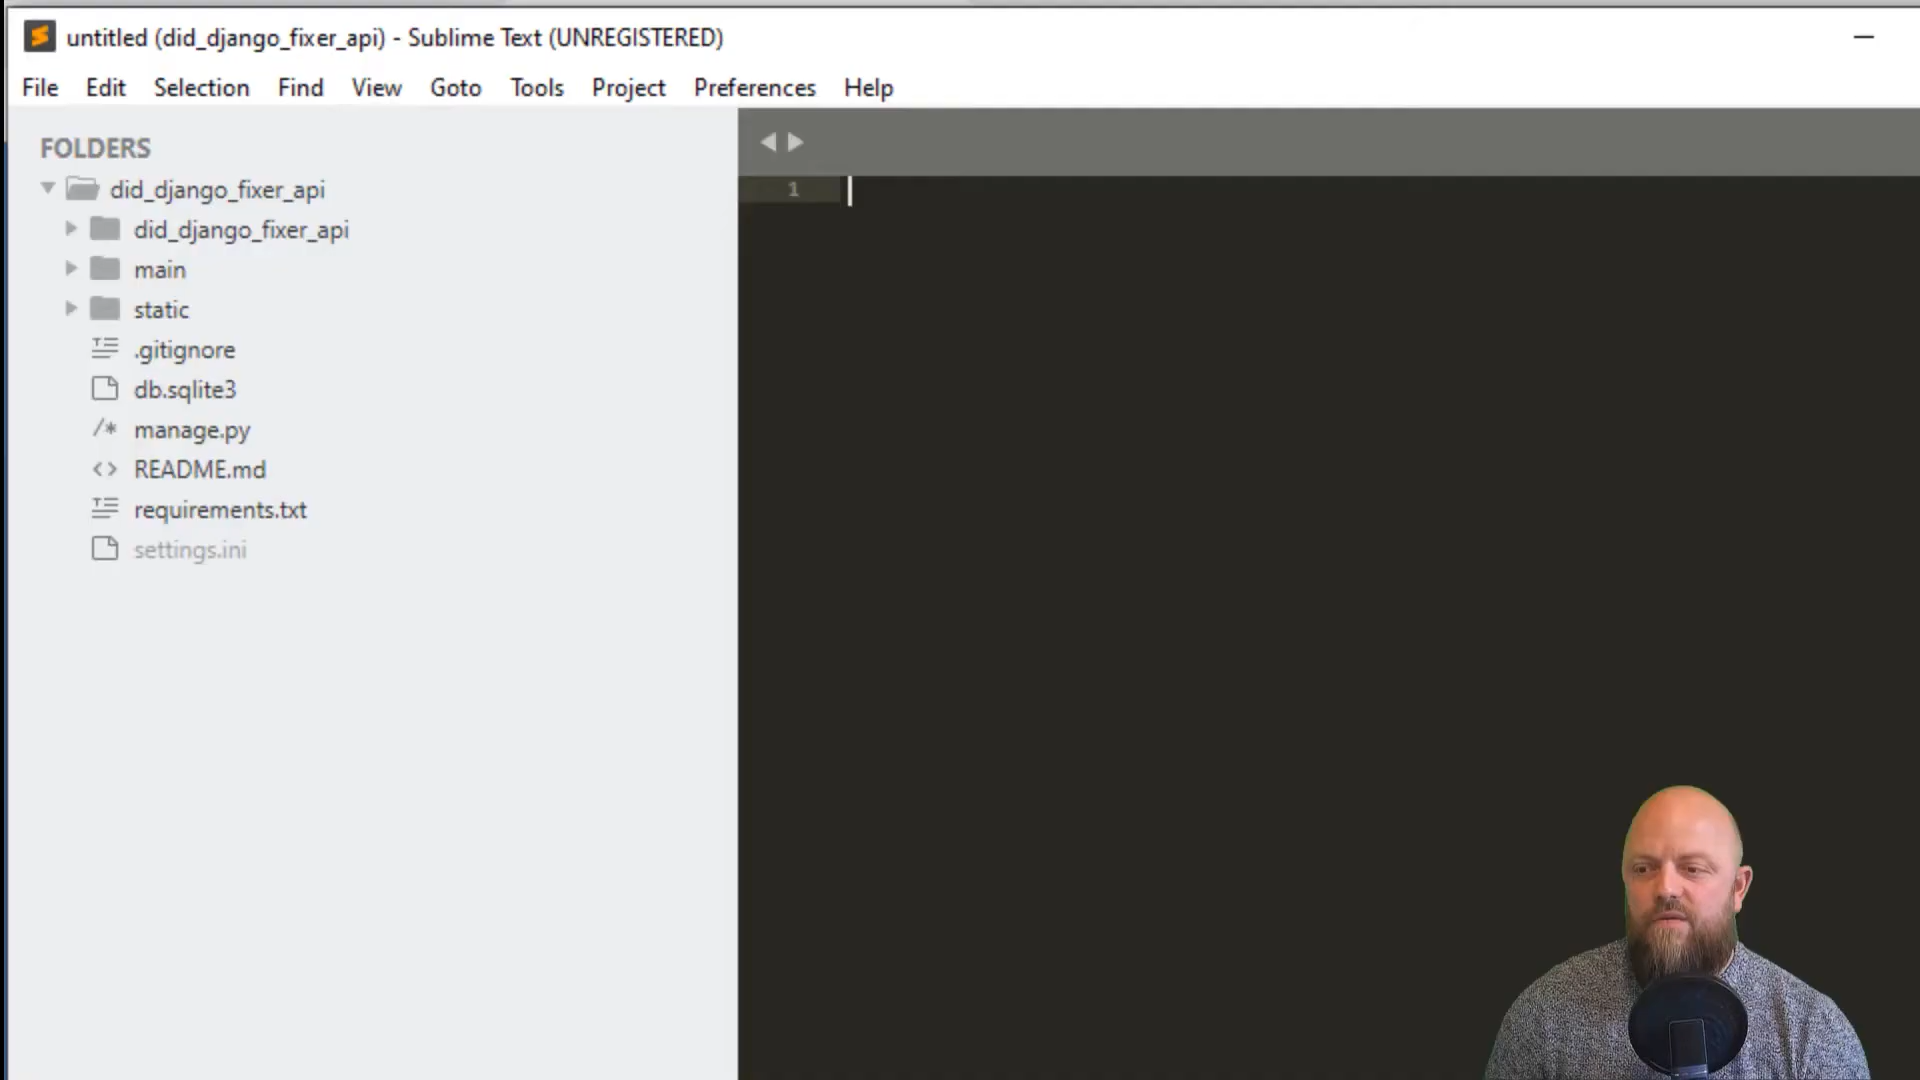 untitled (did_django_fixer_api) - Sublime Text (UNREGISTERED)
File Edit Selection Find View Goto Tools Project Preferences Help
FOLDERS
did_django_fixer_api
did_django_fixer_api
main
static
.gitignore
db.sqlite3
/* manage.py
<> README.md
requirements.txt
settings.ini
1